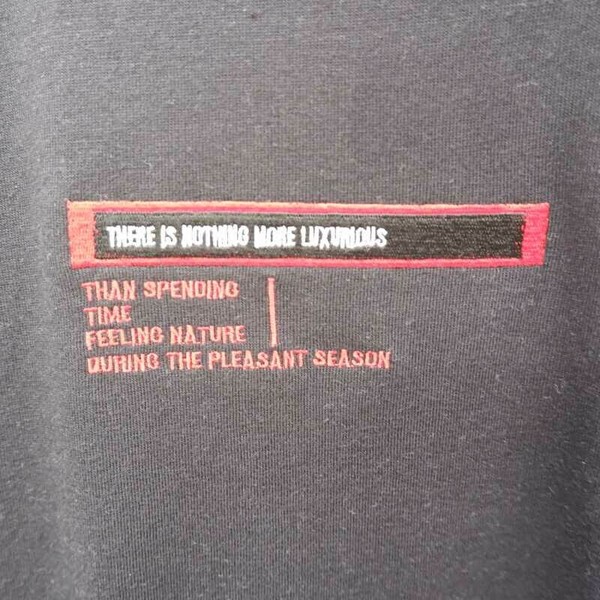 THERE IS NOTHING MORE LUXURIOUS
THAN SPENDING
TIME
FEELING NATURE
DURING THE PLEASANT SEASON